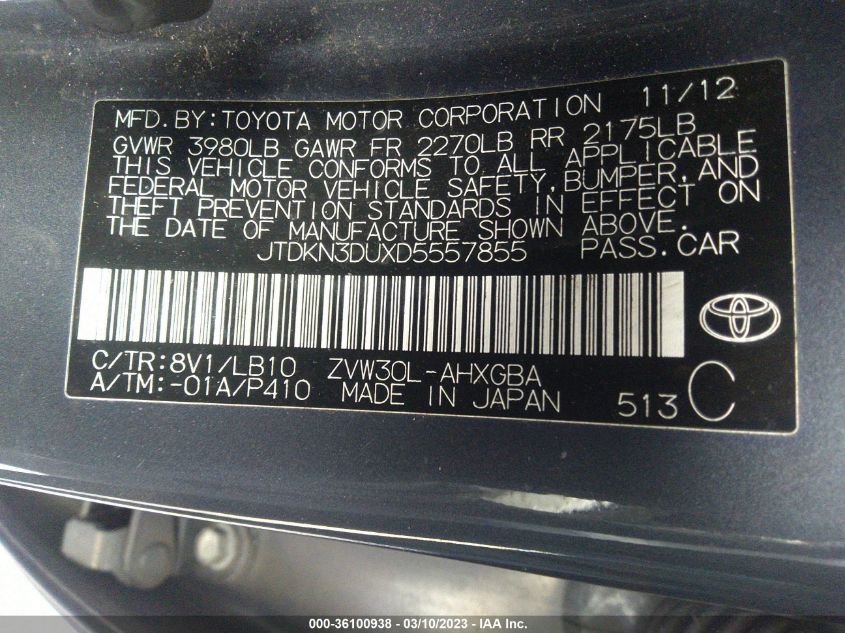 MFD. BY: TOYOTA MOTOR CORPORATION 11/12
GVWR 3980LB GAWR FR 2270LB RR 2175LB
THIS VEHICLE CONFORMS TO ALL APPLICABLE
FEDERAL MOTOR VEHICLE SAFETY, BUMPER, AND
THEFT PREVENTION STANDARDS IN EFFECT ON
THE DATE OF MANUFACTURE SHOWN ABOVE.
JTDKN3DUXD5557855 PASS. CAR
C/TR: 8V1/LB10 ZVW30L-AHXGBA
A/TM: -01A/P410 MADE IN JAPAN 513 C
000-36100938 - 03/10/2023 - IAAI.COM